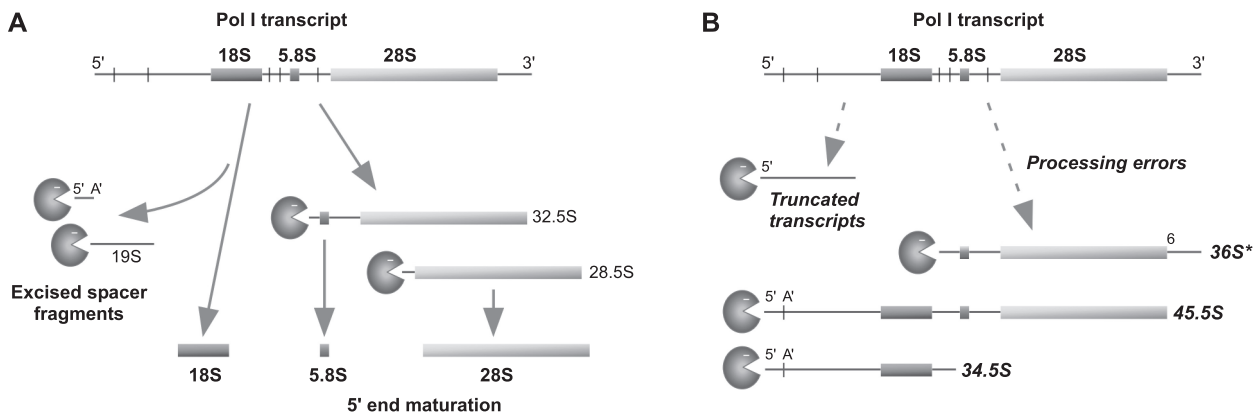 A
Pol I transcript
5' 18S 5.8S 28S 3'
5' A'
19S
Excised spacer
fragments
32.5S
28.5S
18S 5.8S 28S
5' end maturation
B
Pol I transcript
5' 18S 5.8S 28S 3'
5'
Truncated
transcripts
Processing errors
6
36S*
5' A'
45.5S
5' A'
34.5S